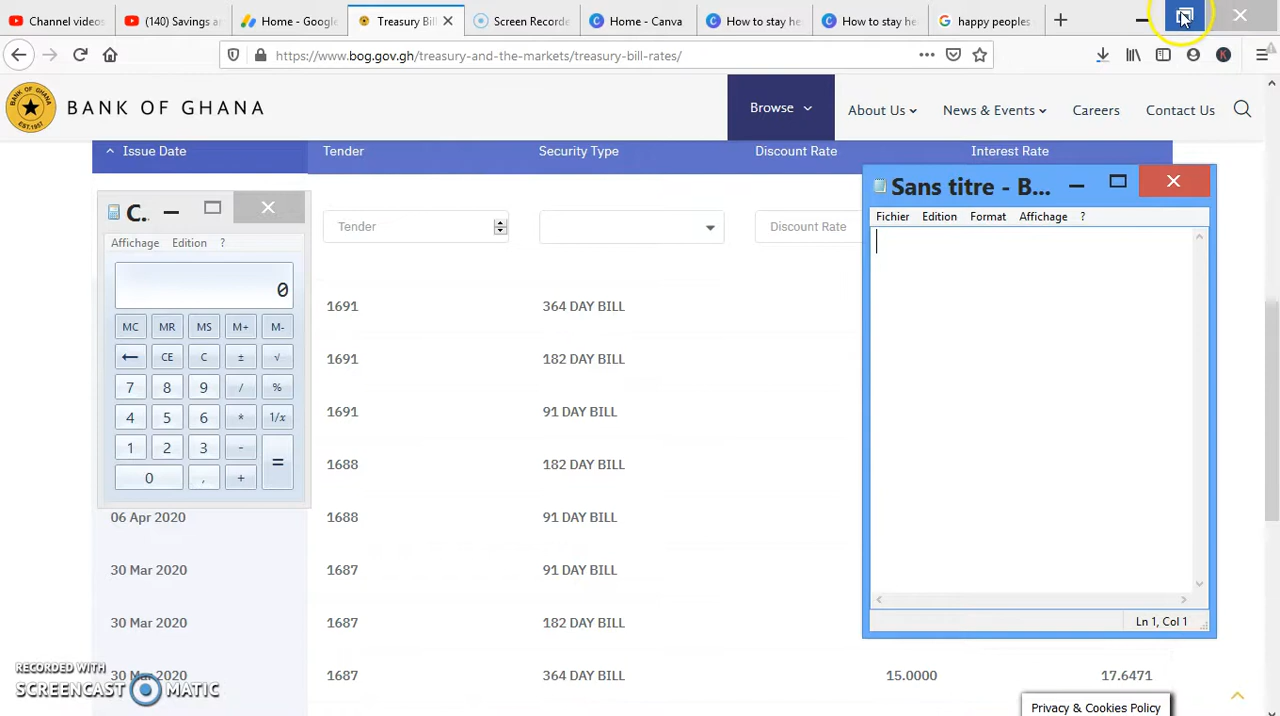 Channel videos
(140) Savings a
Home - Google
Treasury Bil
Screen Recorde
Home - Canva
How to stay he
How to stay he
happy peoples
https://www.bog.gov.gh/treasury-and-the-markets/treasury-bill-rates/
K
BANK OF GHANA
EST. 1957
Browse
About Us
News & Events
Careers
Contact Us
Issue Date
Tender
Security Type
Discount Rate
Interest Rate
Tender
Discount Rate
C.
Affichage Edition ?
0
MC MR MS M+ M-
← CE C ± √
7 8 9 / %
4 5 6 * 1/x
1 2 3 - =
0 , +
Sans titre - B...
Fichier Edition Format Affichage ?
Ln 1, Col 1
1691 364 DAY BILL
1691 182 DAY BILL
1691 91 DAY BILL
1688 182 DAY BILL
06 Apr 2020 1688 91 DAY BILL
30 Mar 2020 1687 91 DAY BILL
30 Mar 2020 1687 182 DAY BILL
30 Mar 2020 1687 364 DAY BILL 15.0000 17.6471
RECORDED WITH
SCREENCAST MATIC
Privacy & Cookies Policy